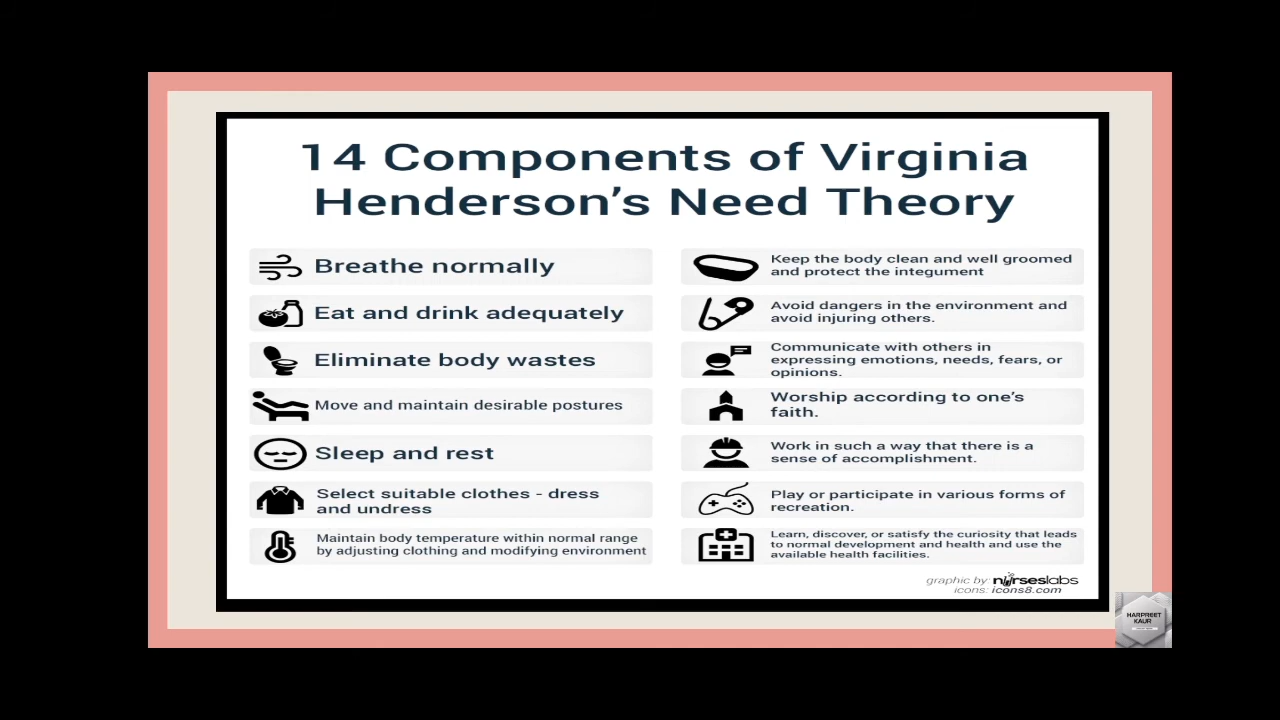 14 Components of Virginia
Henderson's Need Theory
Breathe normally
Eat and drink adequately
Eliminate body wastes
Move and maintain desirable postures
Sleep and rest
Select suitable clothes - dress
and undress
Maintain body temperature within normal range
by adjusting clothing and modifying environment
Keep the body clean and well groomed
and protect the integument
Avoid dangers in the environment and
avoid injuring others.
Communicate with others in
expressing emotions, needs, fears, or
opinions.
Worship according to one's
faith.
Work in such a way that there is a
sense of accomplishment.
Play or participate in various forms of
recreation.
Learn, discover, or satisfy the curiosity that leads
to normal development and health and use the
available health facilities.
graphic by: nurseslabs
icons: icons8.com
HARPREET
KAUR